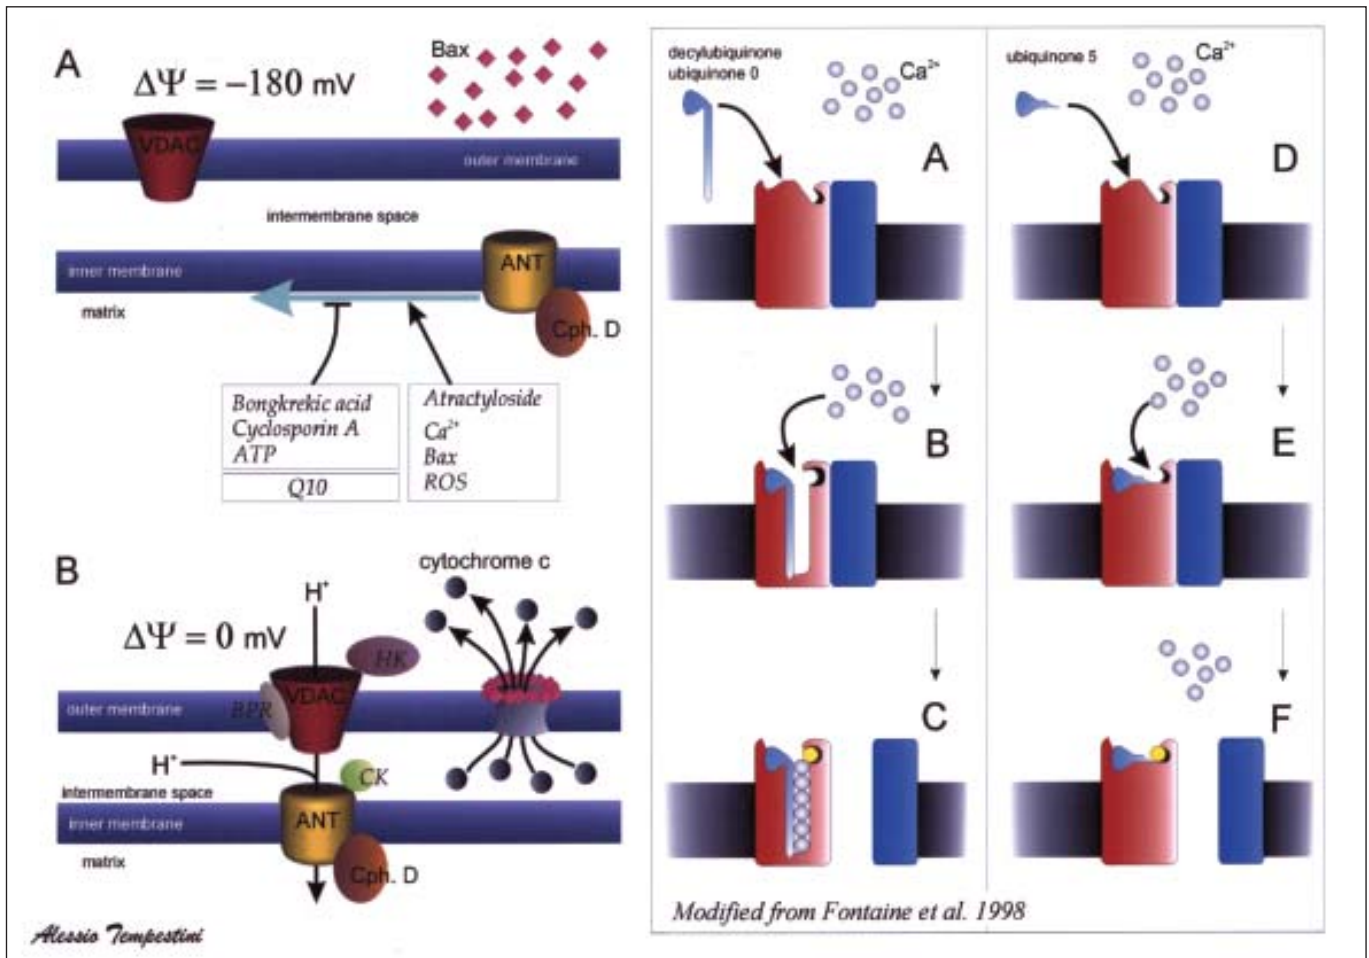 A
ΔΨ = −180 mV
Bax
VDAC
outer membrane
intermembrane space
inner membrane
ANT
matrix
Cph. D
Bongkrekic acid
Cyclosporin A
ATP
Q10
Atractyloside
Ca²⁺
Bax
ROS
B
H⁺
cytochrome c
ΔΨ = 0 mV
HK
VDAC
outer membrane
BPR
H⁺
CK
intermembrane space
inner membrane
ANT
matrix
Cph. D
Alessio Tempestini
decylubiquinone
ubiquinone 0
Ca²⁺
A
B
C
ubiquinone 5
Ca²⁺
D
E
F
Modified from Fontaine et al. 1998